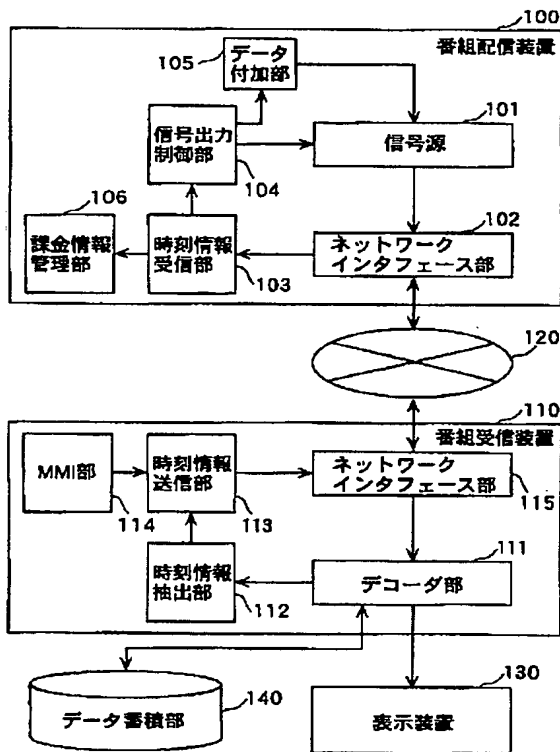 100
番組配信装置
105
データ
付加部
101
信号源
信号出力
制御部
104
106
課金情報
管理部
時刻情報
受信部
103
102
ネットワーク
インタフェース部
120
110
番組受信装置
MMI部
114
時刻情報
送信部
113
ネットワーク
インタフェース部
115
時刻情報
抽出部
112
111
デコーダ部
データ蓄積部
140
130
表示装置